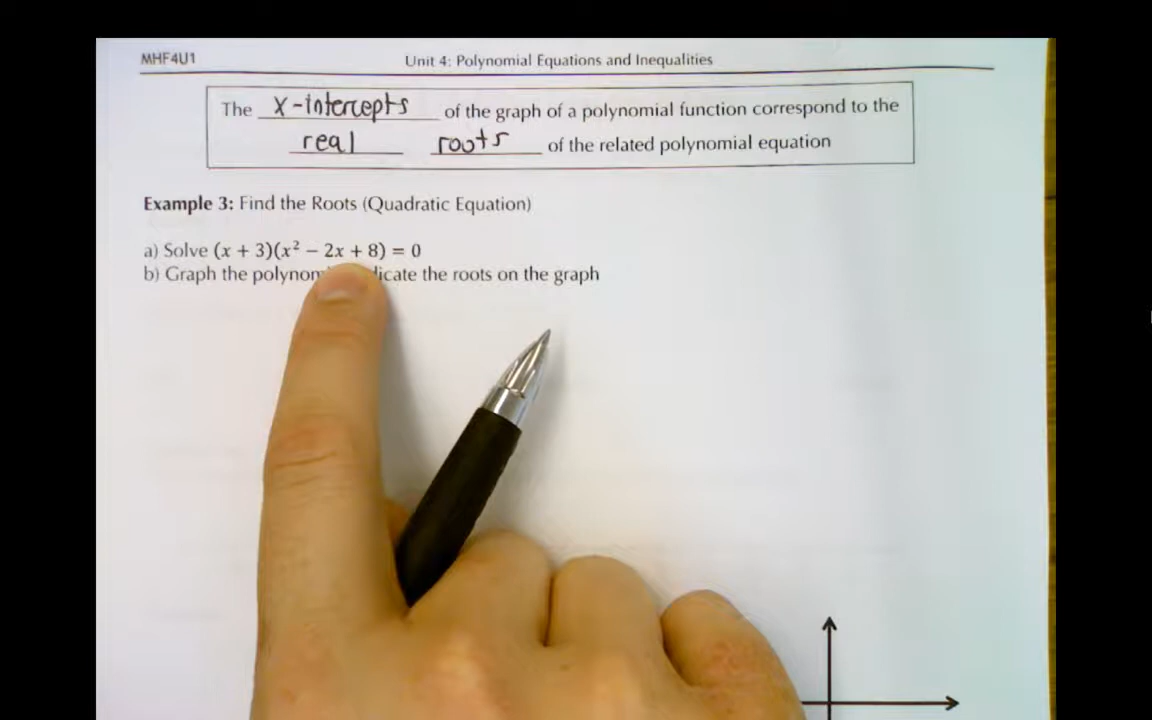 MHF4U1 Unit 4: Polynomial Equations and Inequalities
The x-intercepts of the graph of a polynomial function correspond to the
real roots of the related polynomial equation
Example 3: Find the Roots (Quadratic Equation)
a) Solve (x + 3)(x² − 2x + 8) = 0
b) Graph the the roots on the graph